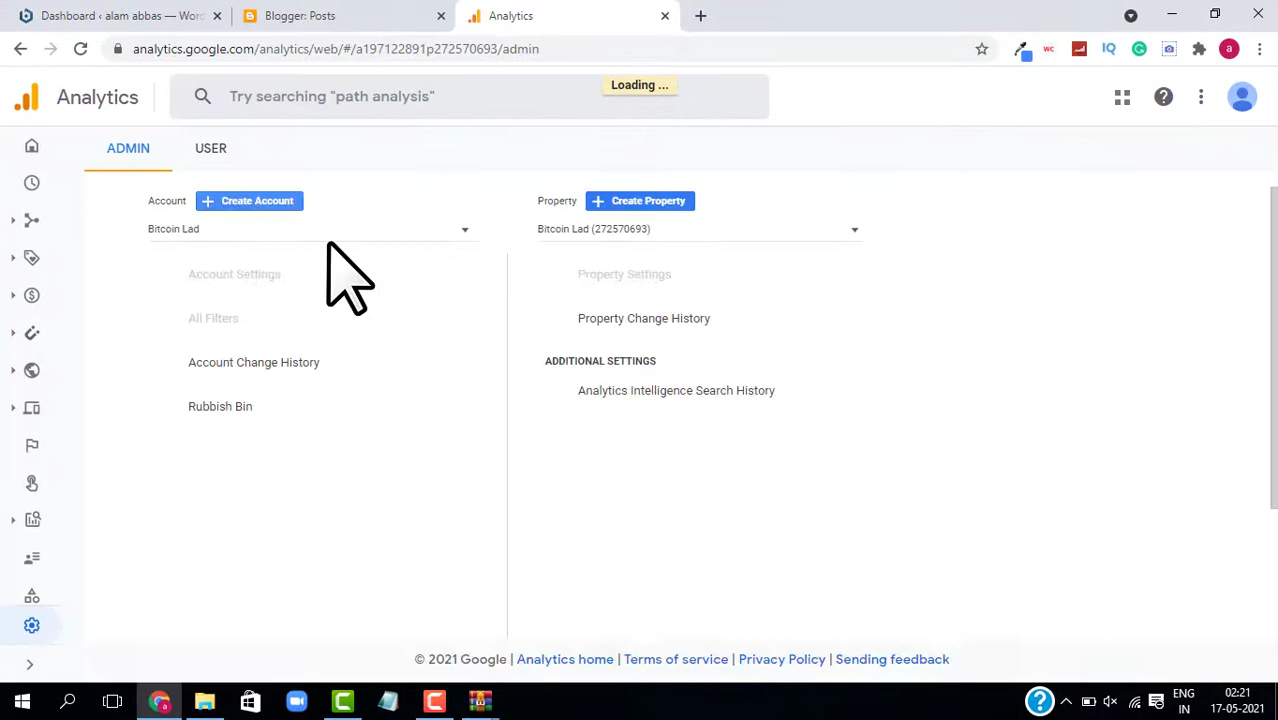 Dashboard ‹ alam abbas — Wor
Blogger: Posts
Analytics
analytics.google.com/analytics/web/#/a197122891p272570693/admin
WC
IQ
a
Analytics
Try searching "path analysis"
Loading ...
ADMIN
USER
Account
Create Account
Property
Create Property
Bitcoin Lad
Bitcoin Lad (272570693)
Account Settings
Property Settings
All Filters
Property Change History
Account Change History
ADDITIONAL SETTINGS
Analytics Intelligence Search History
Rubbish Bin
© 2021 Google | Analytics home | Terms of service | Privacy Policy | Sending feedback
ENG
IN
02:21
17-05-2021